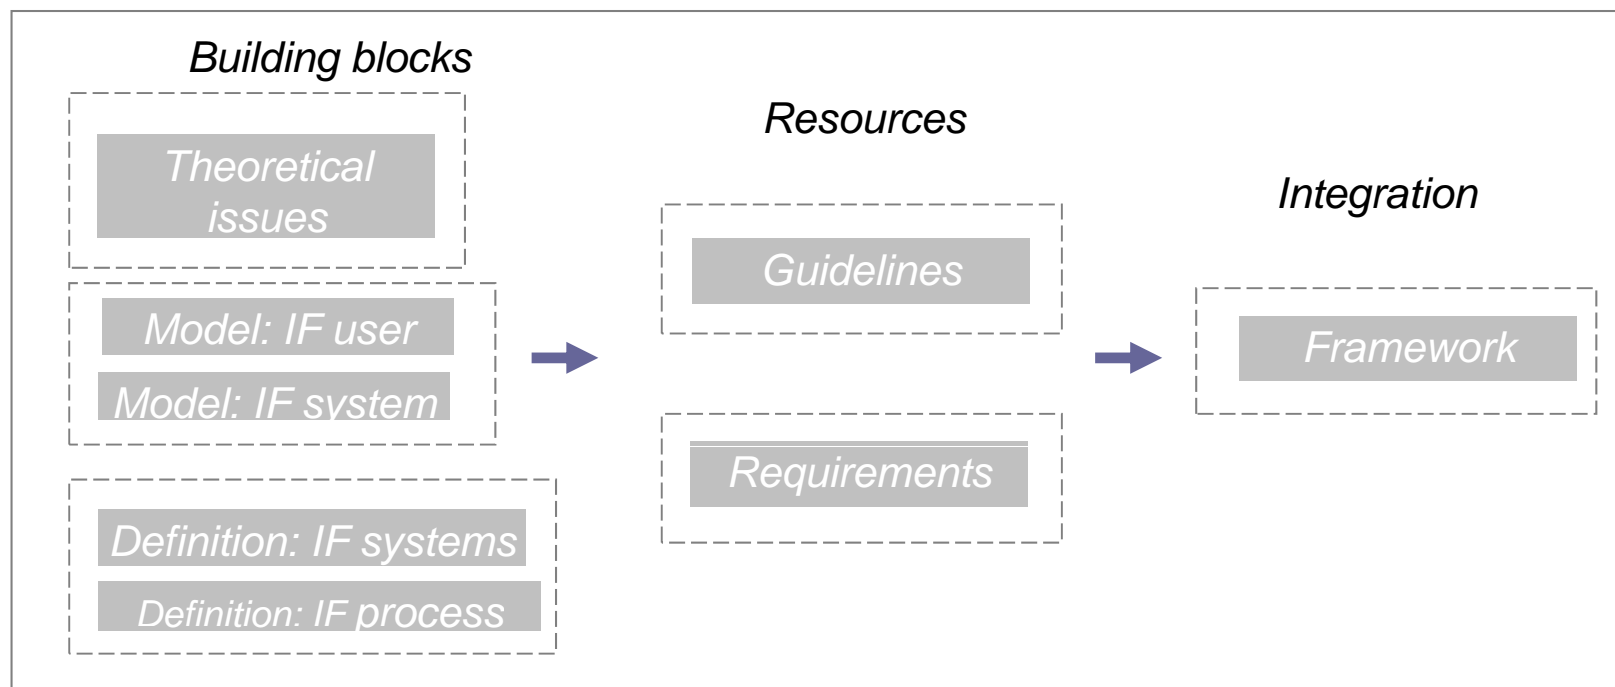 Building blocks
Theoretical
issues
Model: IF user
Model: IF system
Definition: IF systems
Definition: IF process
Resources
Guidelines
Requirements
Integration
Framework